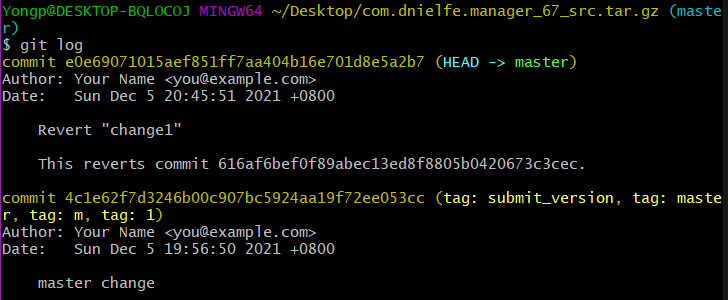 Yongp@DESKTOP-BQLOCOJ MINGW64 ~/Desktop/com.dnielfe.manager_67_src.tar.gz (maste
r)
$ git log
commit e0e69071015aef851ff7aa404b16e701d8e5a2b7 (HEAD -> master)
Author: Your Name <you@example.com>
Date:   Sun Dec 5 20:45:51 2021 +0800
    Revert "change1"
    This reverts commit 616af6bef0f89abec13ed8f8805b0420673c3cec.
commit 4c1e62f7d3246b00c907bc5924aa19f72ee053cc (tag: submit_version, tag: maste
r, tag: m, tag: 1)
Author: Your Name <you@example.com>
Date:   Sun Dec 5 19:56:50 2021 +0800
    master change